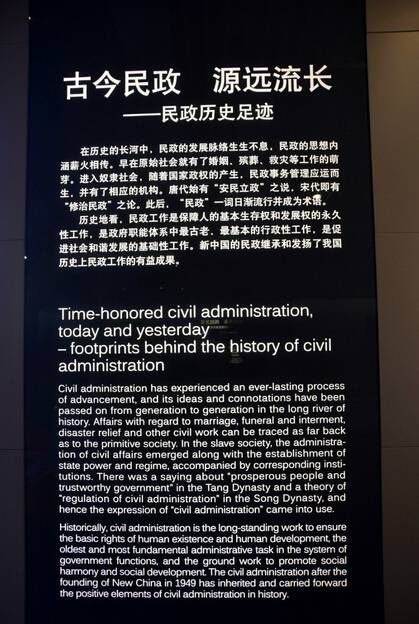 古今民政 源远流长
——民政历史足迹
在历史的长河中，民政的发展脉络生生不息，民政的思想内
涵薪火相传。早在原始社会就有了婚姻、殡葬、救灾等工作的萌
芽。进入奴隶社会，随着国家政权的产生，民政事务管理应运而
生，并有了相应的机构。唐代始有“安民立政”之说，宋代即有
“修治民政”之论。此后，“民政”一词日渐流行并成为术语。
历史地看，民政工作是保障人的基本生存权和发展权的永久
性工作，是政府职能体系中最古老、最基本的行政性工作，是促
进社会和谐发展的基础性工作。新中国的民政继承和发扬了我国
历史上民政工作的有益成果。
Time-honored civil administration,
today and yesterday
– footprints behind the history of civil
administration
Civil administration has experienced an ever-lasting process
of advancement, and its ideas and connotations have been
passed on from generation to generation in the long river of
history. Affairs with regard to marriage, funeral and interment,
disaster relief and other civil work can be traced as far back
as to the primitive society. In the slave society, the administra-
tion of civil affairs emerged along with the establishment of
state power and regime, accompanied by corresponding insti-
tutions. There was a saying about “prosperous people and
trustworthy government” in the Tang Dynasty and a theory of
“regulation of civil administration” in the Song Dynasty, and
hence the expression of “civil administration” came into use.
Historically, civil administration is the long-standing work to ensure
the basic rights of human existence and human development, the
oldest and most fundamental administrative task in the system of
government functions, and the ground work to promote social
harmony and social development. The civil administration after the
founding of New China in 1949 has inherited and carried forward
the positive elements of civil administration in history.